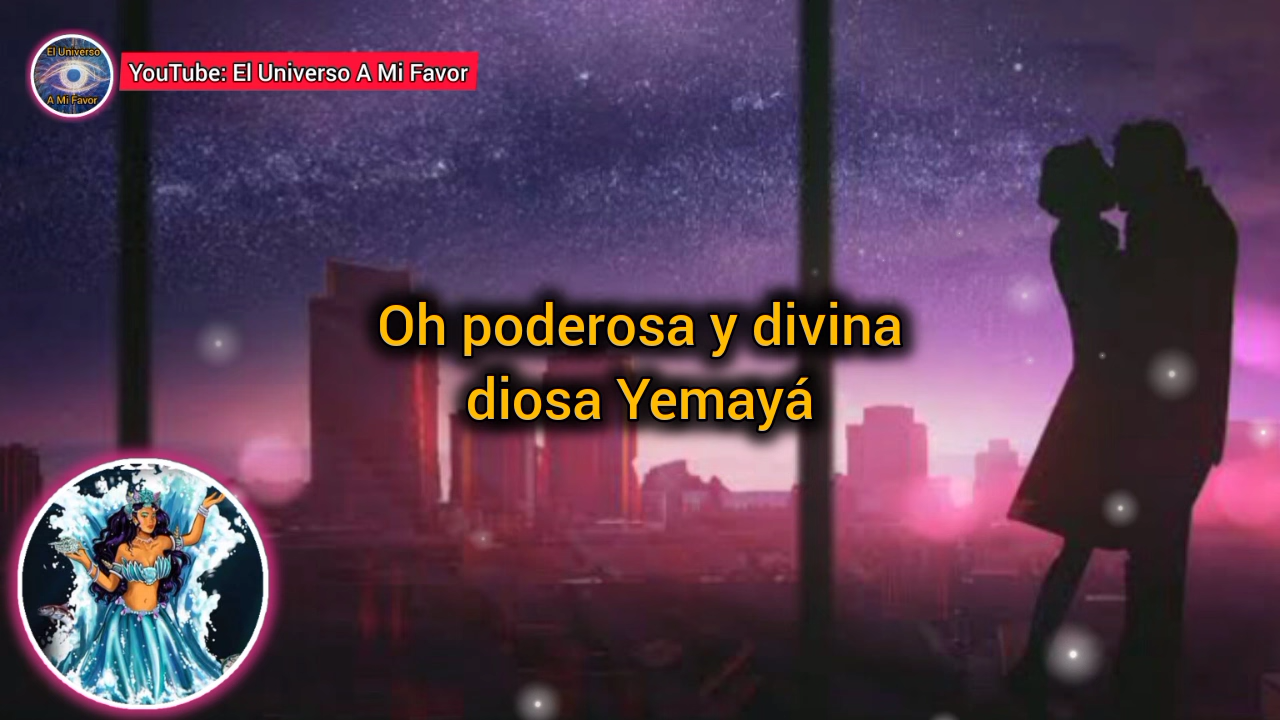 El Universo
A Mi Favor
YouTube: El Universo A Mi Favor
Oh poderosa y divina
diosa Yemayá